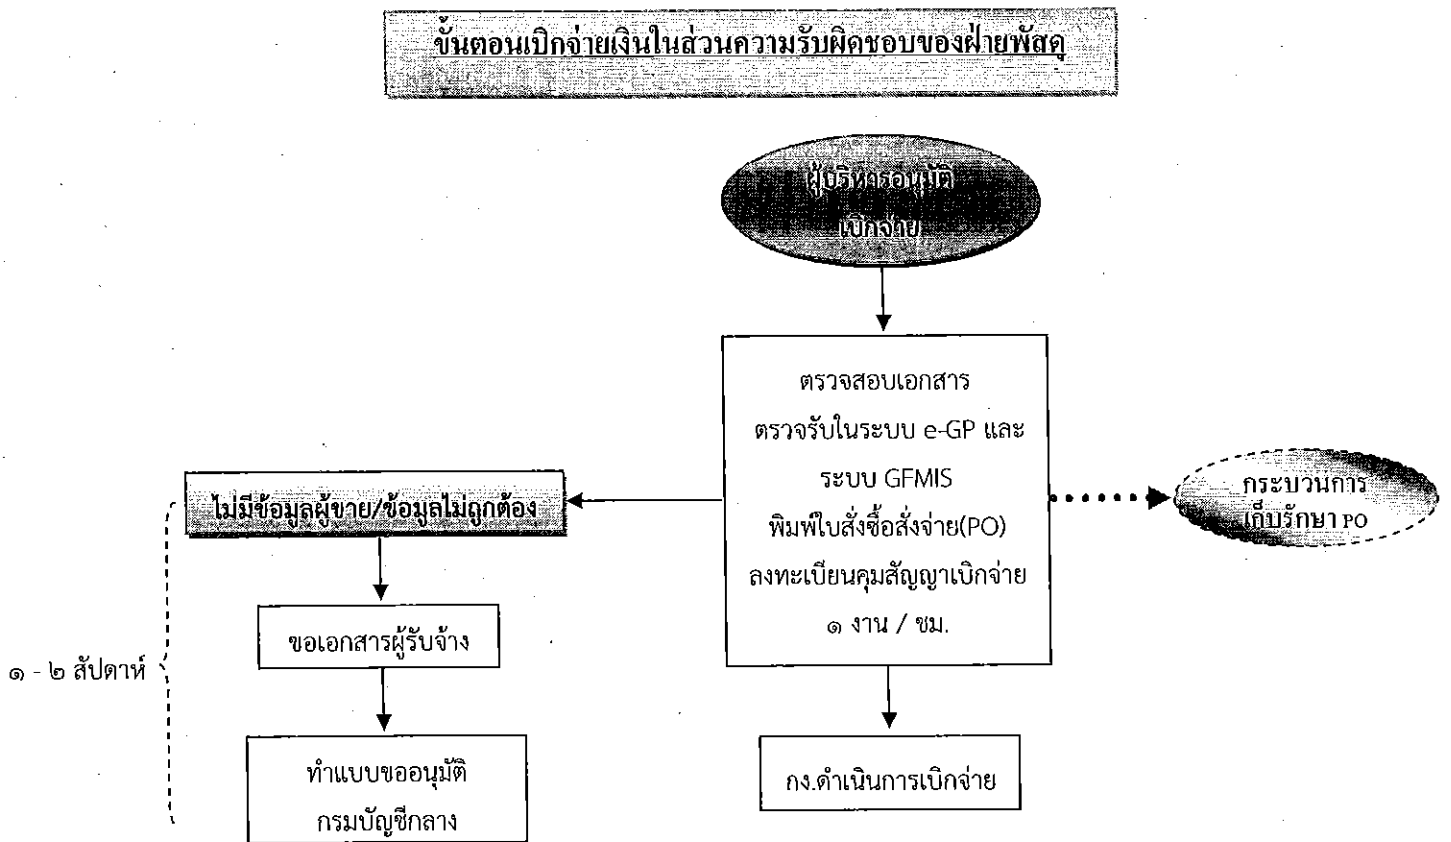 ขั้นตอนเบิกจ่ายเงินในส่วนความรับผิดชอบของฝ่ายพัสดุ
ผู้บริหารอนุมัติ
เบิกจ่าย
ตรวจสอบเอกสาร
ตรวจรับในระบบ e-GP และ
ระบบ GFMIS
พิมพ์ใบสั่งซื้อสั่งจ่าย(PO)
ลงทะเบียนคุมสัญญาเบิกจ่าย
๑ งาน / ชม.
กระบวนการ
เก็บรักษา PO
ไม่มีข้อมูลผู้ขาย/ข้อมูลไม่ถูกต้อง
ขอเอกสารผู้รับจ้าง
๑ - ๒ สัปดาห์
ทำแบบขออนุมัติ
กรมบัญชีกลาง
กง.ดำเนินการเบิกจ่าย